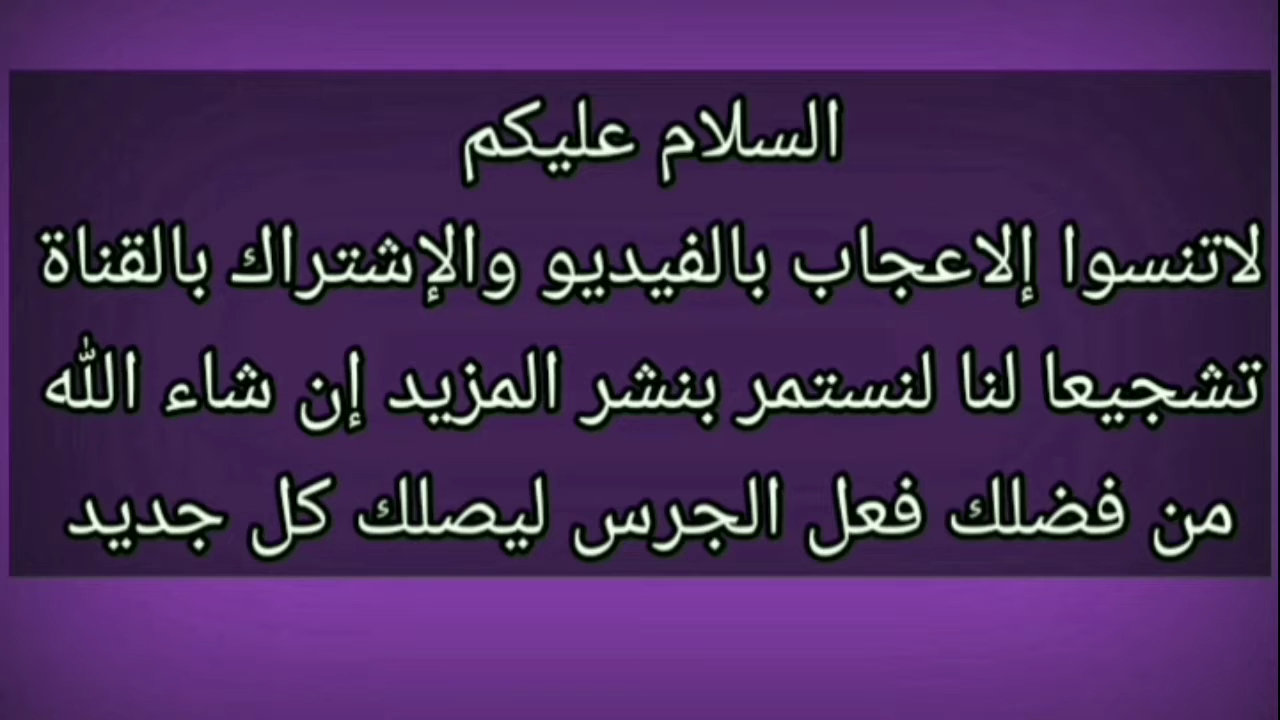 السلام عليكم
لاتنسوا إلاعجاب بالفيديو والإشتراك بالقناة
تشجيعا لنا لنستمر بنشر المزيد إن شاء الله
من فضلك فعل الجرس ليصلك كل جديد